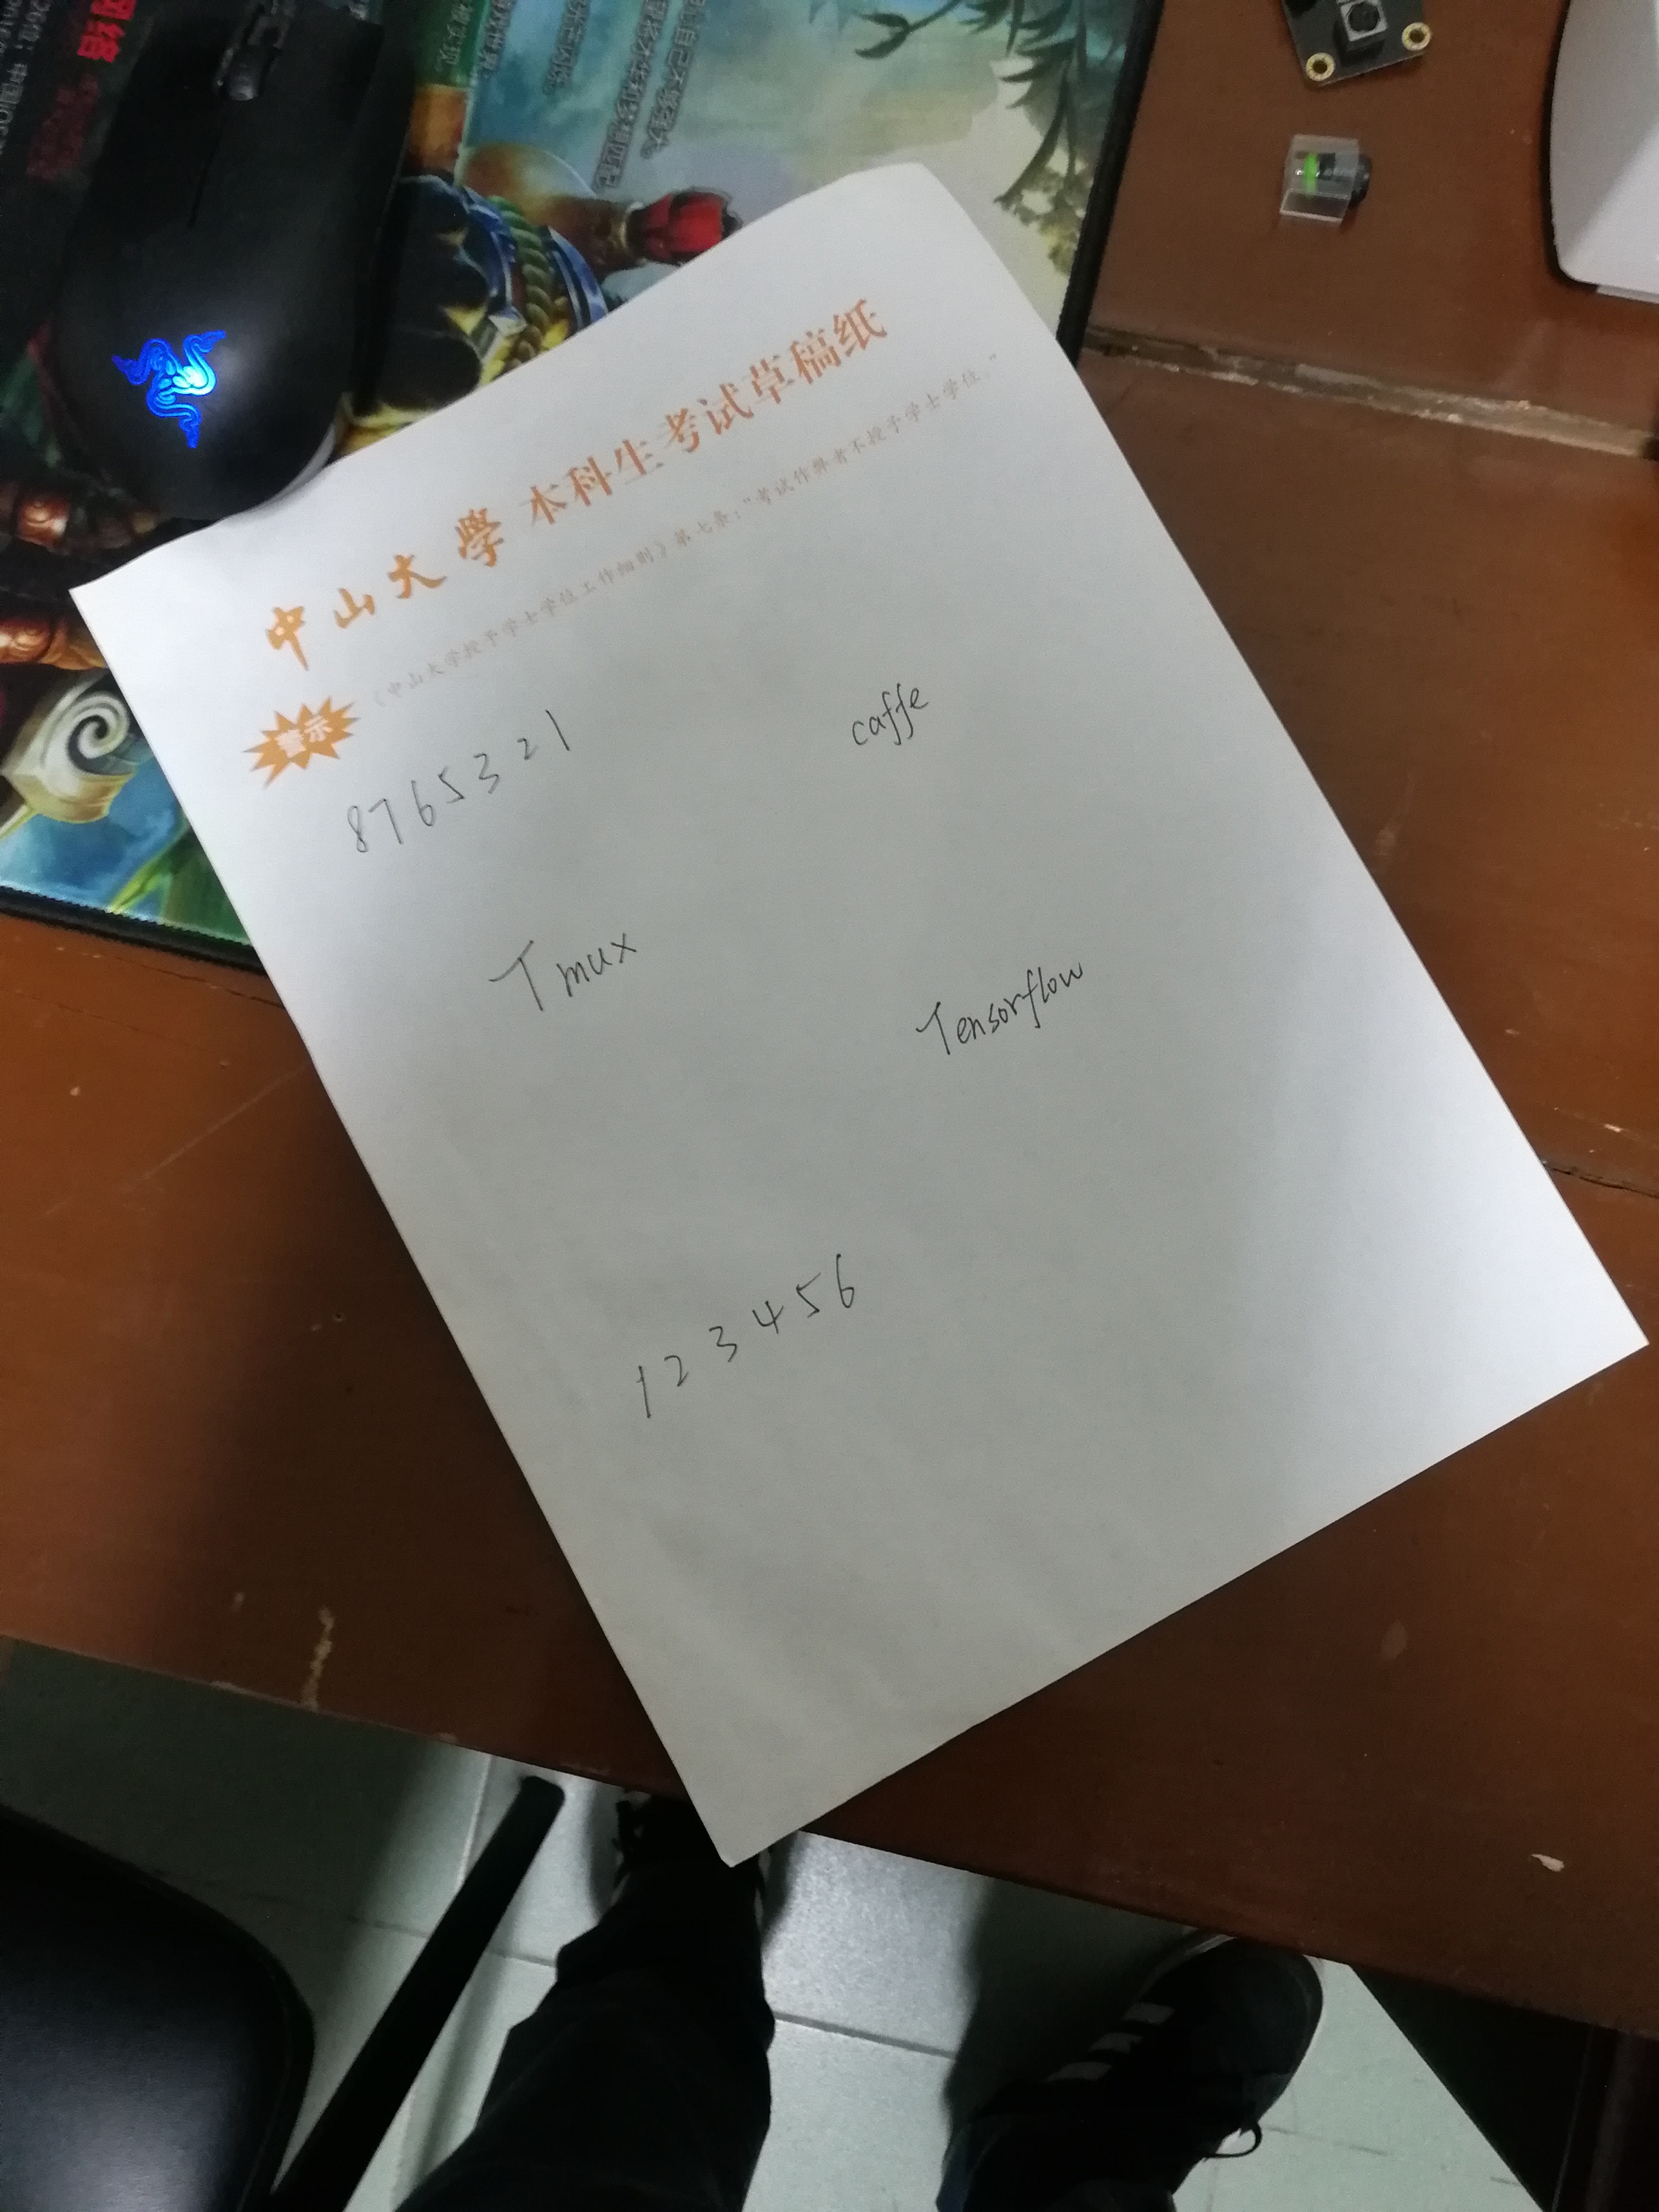 中山大學 本科生考试草稿纸
警示
《中山大学授予学士学位工作细则》第七条：“考试作弊者不授予学士学位。”
8765321
caffe
Tmux
Tensorflow
123456